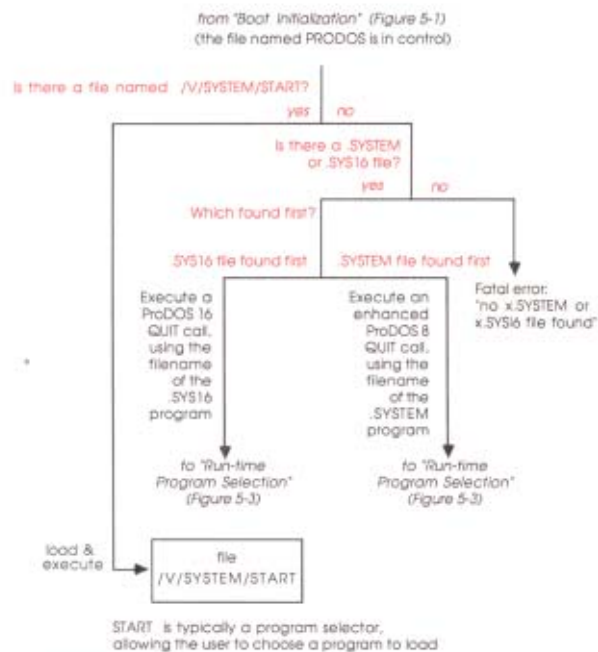 from "Boot Initialization" (Figure 5-1)
(the file named PRODOS is in control)
Is there a file named /V/SYSTEM/START?
yes no
Is there a .SYSTEM
or .SYS16 file?
yes no
Which found first?
.SYS16 file found first
.SYSTEM file found first
Execute a
ProDOS 16
QUIT call,
using the
filename
of the
.SYS16
program
Execute an
enhanced
ProDOS 8
QUIT call,
using the
filename
of the
.SYSTEM
program
Fatal error:
"no x.SYSTEM or
x.SYS16 file found"
to "Run-time
Program Selection"
(Figure 5-3)
to "Run-time
Program Selection"
(Figure 5-3)
load &
execute
file
/V/SYSTEM/START
START is typically a program selector,
allowing the user to choose a program to load